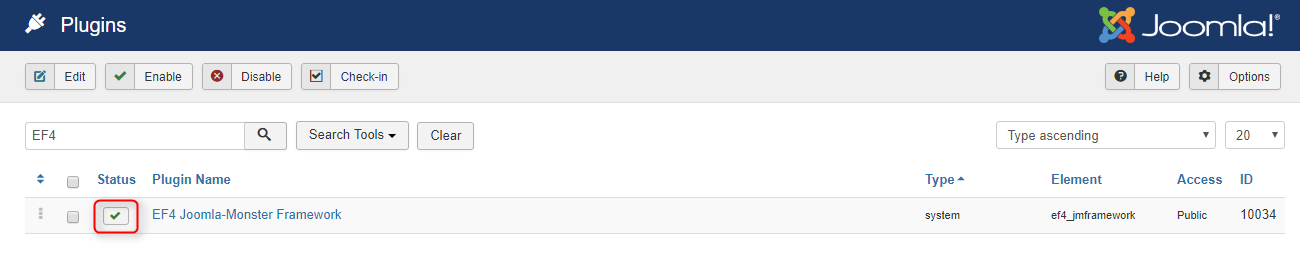 Plugins
Joomla!®
Edit
Enable
Disable
Check-in
Help
Options
EF4
Search Tools
Clear
Type ascending
20
Status
Plugin Name
Type
Element
Access
ID
EF4 Joomla-Monster Framework
system
ef4_jmframework
Public
10034